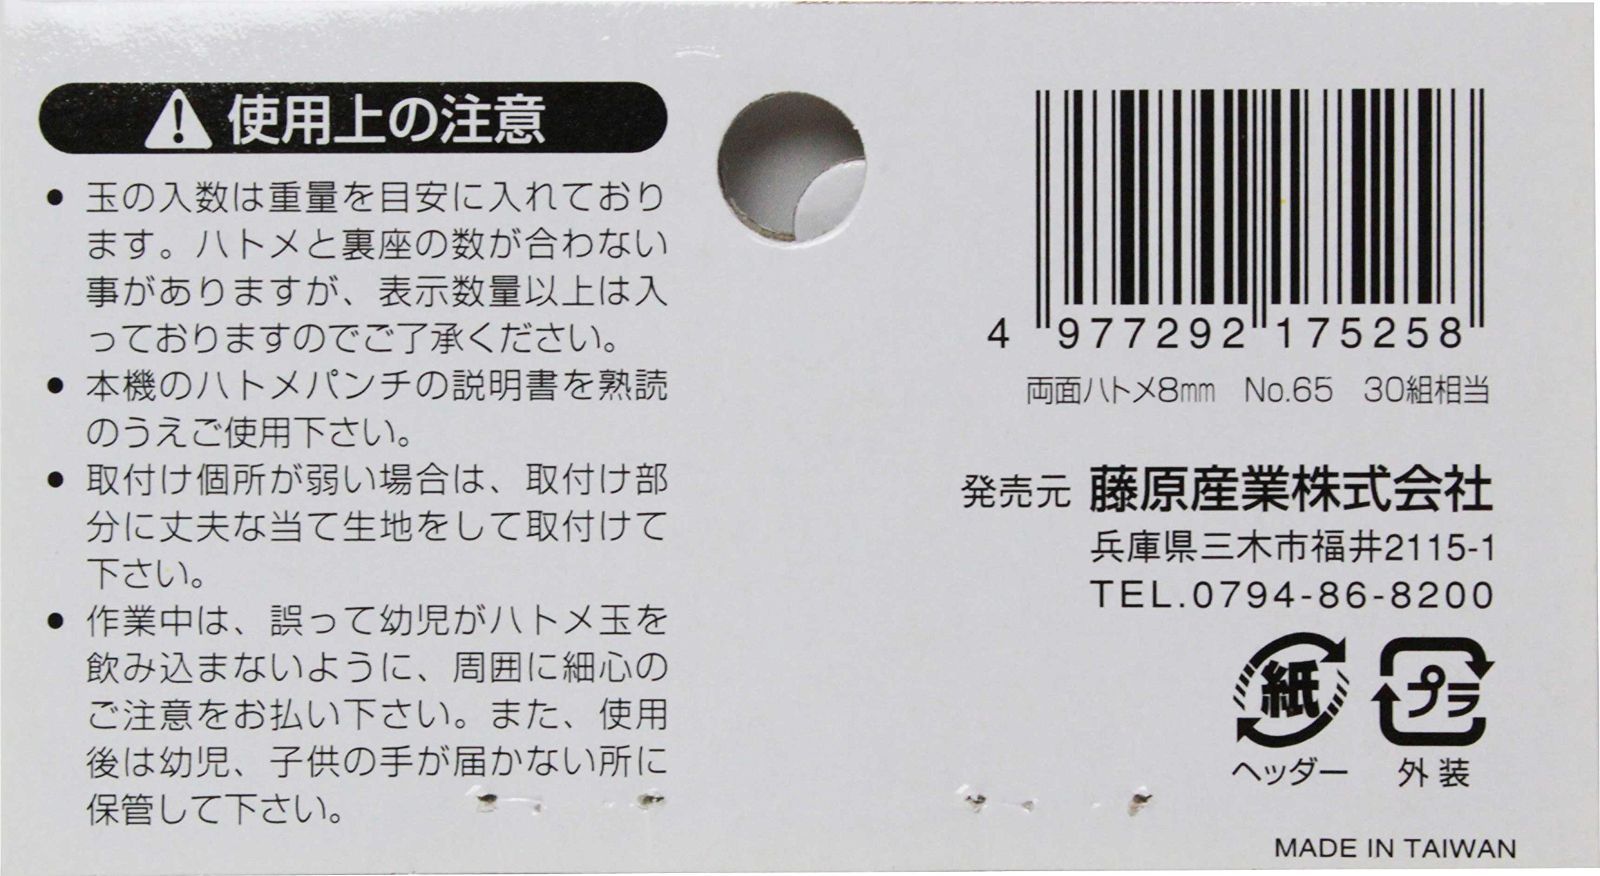 使用上の注意
● 玉の入数は重量を目安に入れており
ます。ハトメと裏座の数が合わない
事がありますが、表示数量以上は入
っておりますのでご了承ください。
● 本機のハトメパンチの説明書を熟読
のうえご使用下さい。
● 取付け個所が弱い場合は、取付け部
分に丈夫な当て生地をして取付けて
下さい。
● 作業中は、誤って幼児がハトメ玉を
飲み込まないように、周囲に細心の
ご注意をお払い下さい。また、使用
後は幼児、子供の手が届かない所に
保管して下さい。
4 977292 175258
両面ハトメ8mm No.65 30組相当
発売元 藤原産業株式会社
兵庫県三木市福井2115-1
TEL.0794-86-8200
紙 プラ
ヘッダー 外装
MADE IN TAIWAN